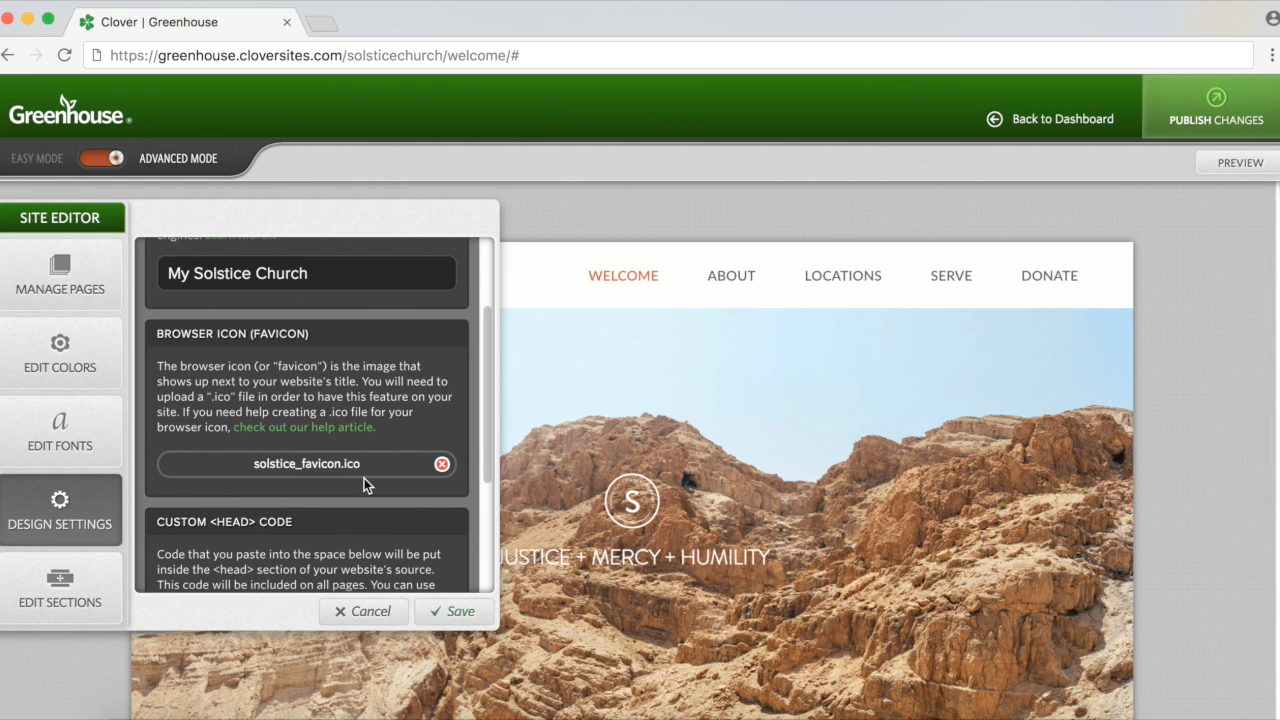 Clover | Greenhouse
https://greenhouse.cloversites.com/solsticechurch/welcome/#
Greenhouse
Back to Dashboard
PUBLISH CHANGES
EASY MODE
ADVANCED MODE
PREVIEW
SITE EDITOR
MANAGE PAGES
EDIT COLORS
EDIT FONTS
DESIGN SETTINGS
EDIT SECTIONS
My Solstice Church
BROWSER ICON (FAVICON)
The browser icon (or "favicon") is the image that
shows up next to your website's title. You will need to
upload a ".ico" file in order to have this feature on your
site. If you need help creating a .ico file for your
browser icon, check out our help article.
solstice_favicon.ico
CUSTOM <HEAD> CODE
Code that you paste into the space below will be put
inside the <head> section of your website's source.
This code will be included on all pages. You can use
Cancel
Save
WELCOME ABOUT LOCATIONS SERVE DONATE
S
JUSTICE + MERCY + HUMILITY